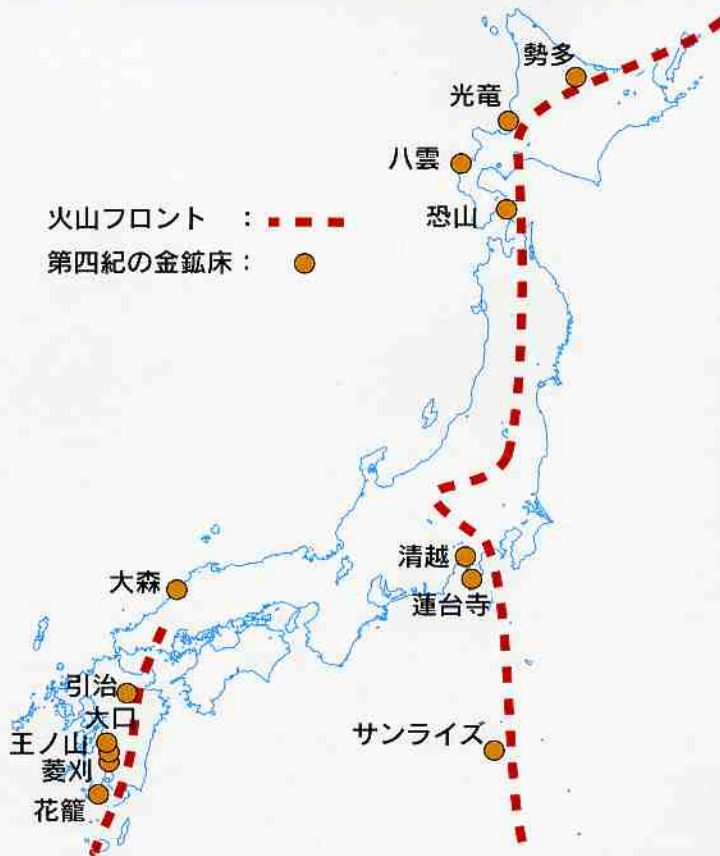 勢多
光竜
八雲
恐山
火山フロント :
第四紀の金鉱床:
清越
蓮台寺
大森
引治
大口
王ノ山
菱刈
花籠
サンライズ